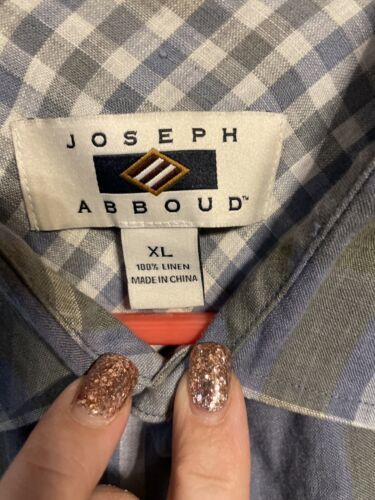 JOSEPH
ABBOUD™
XL
100% LINEN
MADE IN CHINA